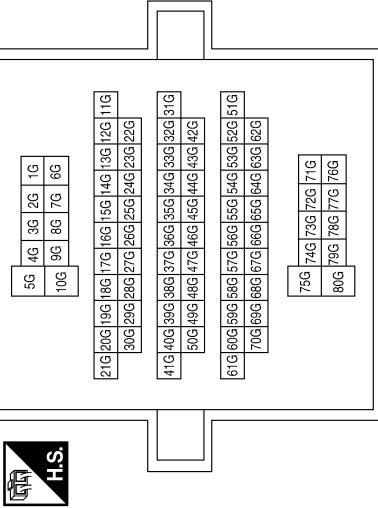 5G 4G 3G 2G 1G
10G 9G 8G 7G 6G
21G 20G 19G 18G 17G 16G 15G 14G 13G 12G 11G
30G 29G 28G 27G 26G 25G 24G 23G 22G
41G 40G 39G 38G 37G 36G 35G 34G 33G 32G 31G
50G 49G 48G 47G 46G 45G 44G 43G 42G
61G 60G 59G 58G 57G 56G 55G 54G 53G 52G 51G
70G 69G 68G 67G 66G 65G 64G 63G 62G
75G 74G 73G 72G 71G
80G 79G 78G 77G 76G
H.S.